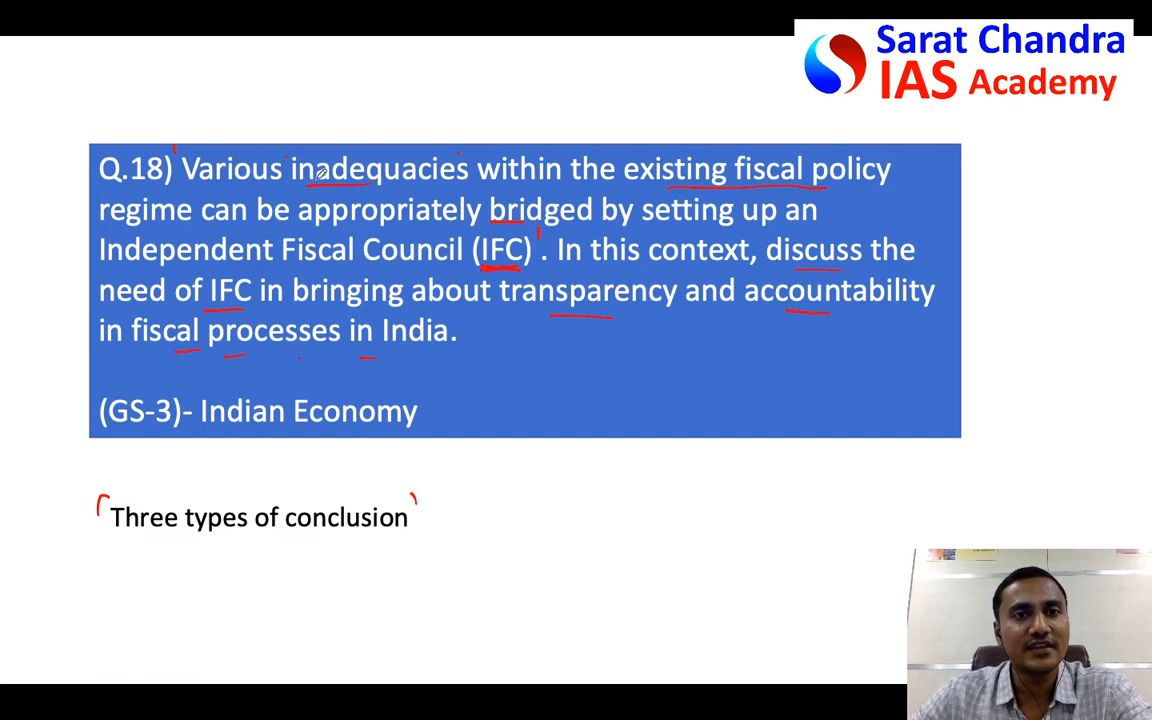 Sarat Chandra
IAS Academy
Q.18) Various inadequacies within the existing fiscal policy
regime can be appropriately bridged by setting up an
Independent Fiscal Council (IFC)'. In this context, discuss the
need of IFC in bringing about transparency and accountability
in fiscal processes in India.
(GS-3)- Indian Economy
Three types of conclusion